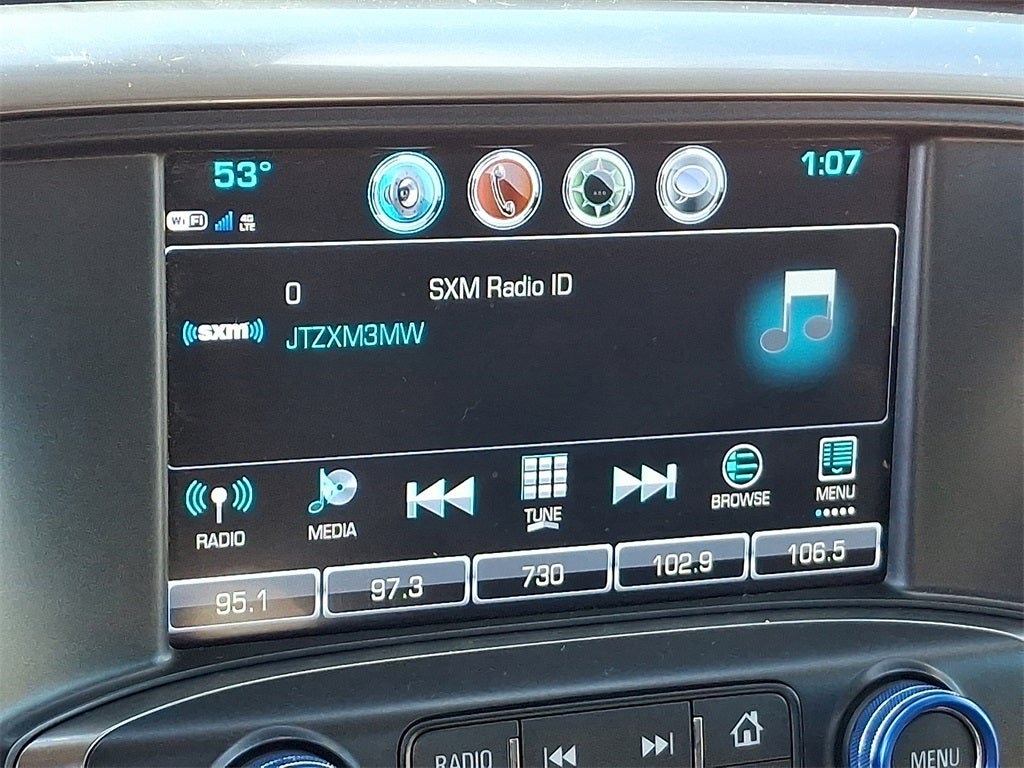 53° 1:07
Wi Fi 4G
LTE
0 SXM Radio ID
sxm JTZXM3MW
RADIO MEDIA TUNE BROWSE MENU
95.1 97.3 730 102.9 106.5
RADIO MENU